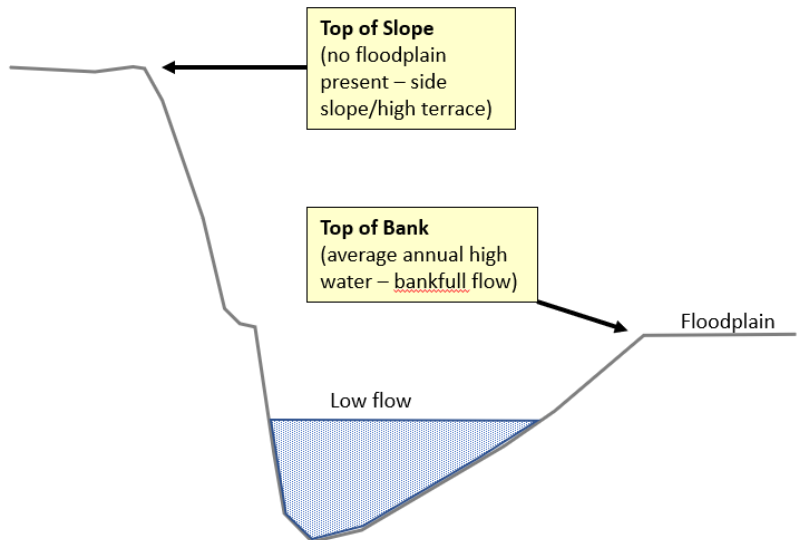 Top of Slope
(no floodplain
present – side
slope/high terrace)
Top of Bank
(average annual high
water – bankfull flow)
Floodplain
Low flow